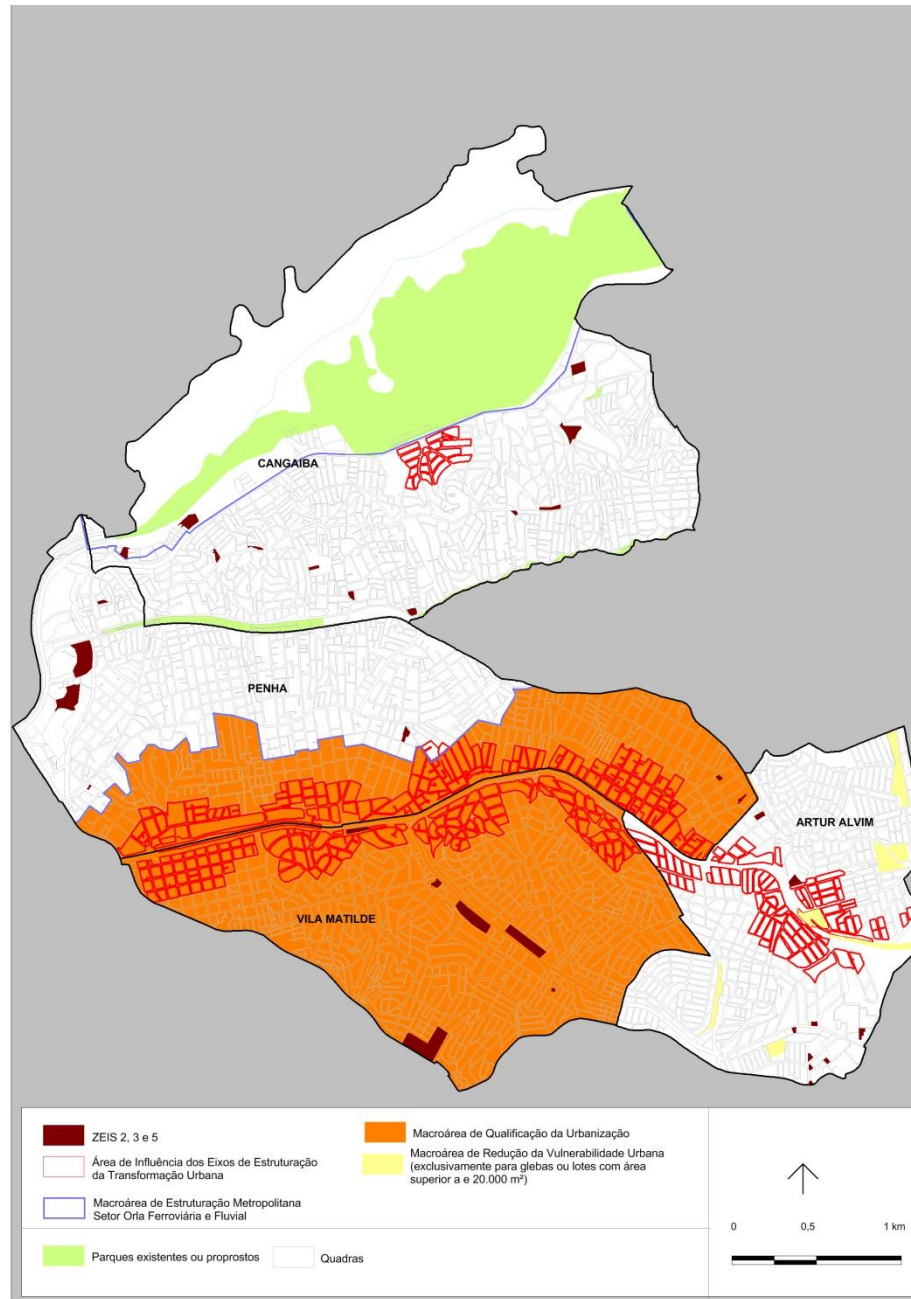 CANGAIBA
PENHA
ARTUR ALVIM
VILA MATILDE
ZEIS 2, 3 e 5
Área de Influência dos Eixos de Estruturação
da Transformação Urbana
Macroárea de Estruturação Metropolitana
Setor Orla Ferroviária e Fluvial
Macroárea de Qualificação da Urbanização
Macroárea de Redução da Vulnerabilidade Urbana
(exclusivamente para glebas ou lotes com área
superior a e 20.000 m²)
Parques existentes ou proprostos
Quadras
0 0,5 1 km